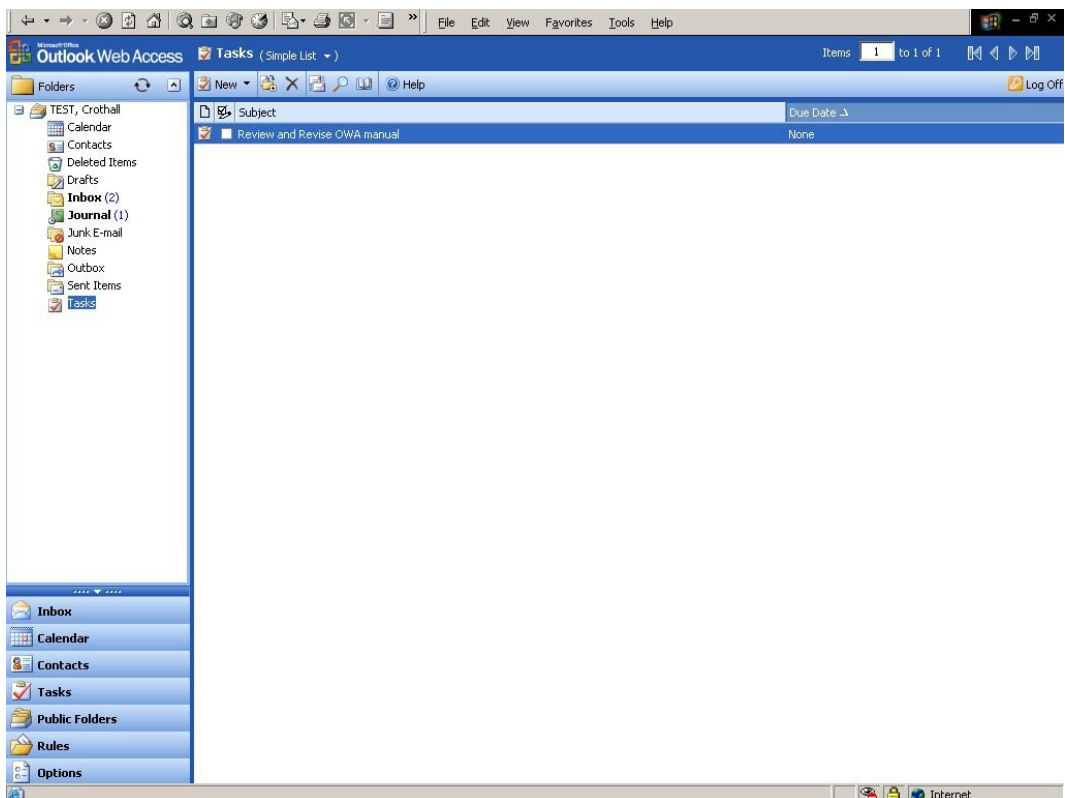 » File Edit View Favorites Tools Help
Microsoft Office
Outlook Web Access Tasks (Simple List) Items 1 to 1 of 1
Folders New Help Log Off
Subject Due Date
Review and Revise OWA manual None
TEST, Crothall
Calendar
Contacts
Deleted Items
Drafts
Inbox (2)
Journal (1)
Junk E-mail
Notes
Outbox
Sent Items
Tasks
Inbox
Calendar
Contacts
Tasks
Public Folders
Rules
Options
Internet